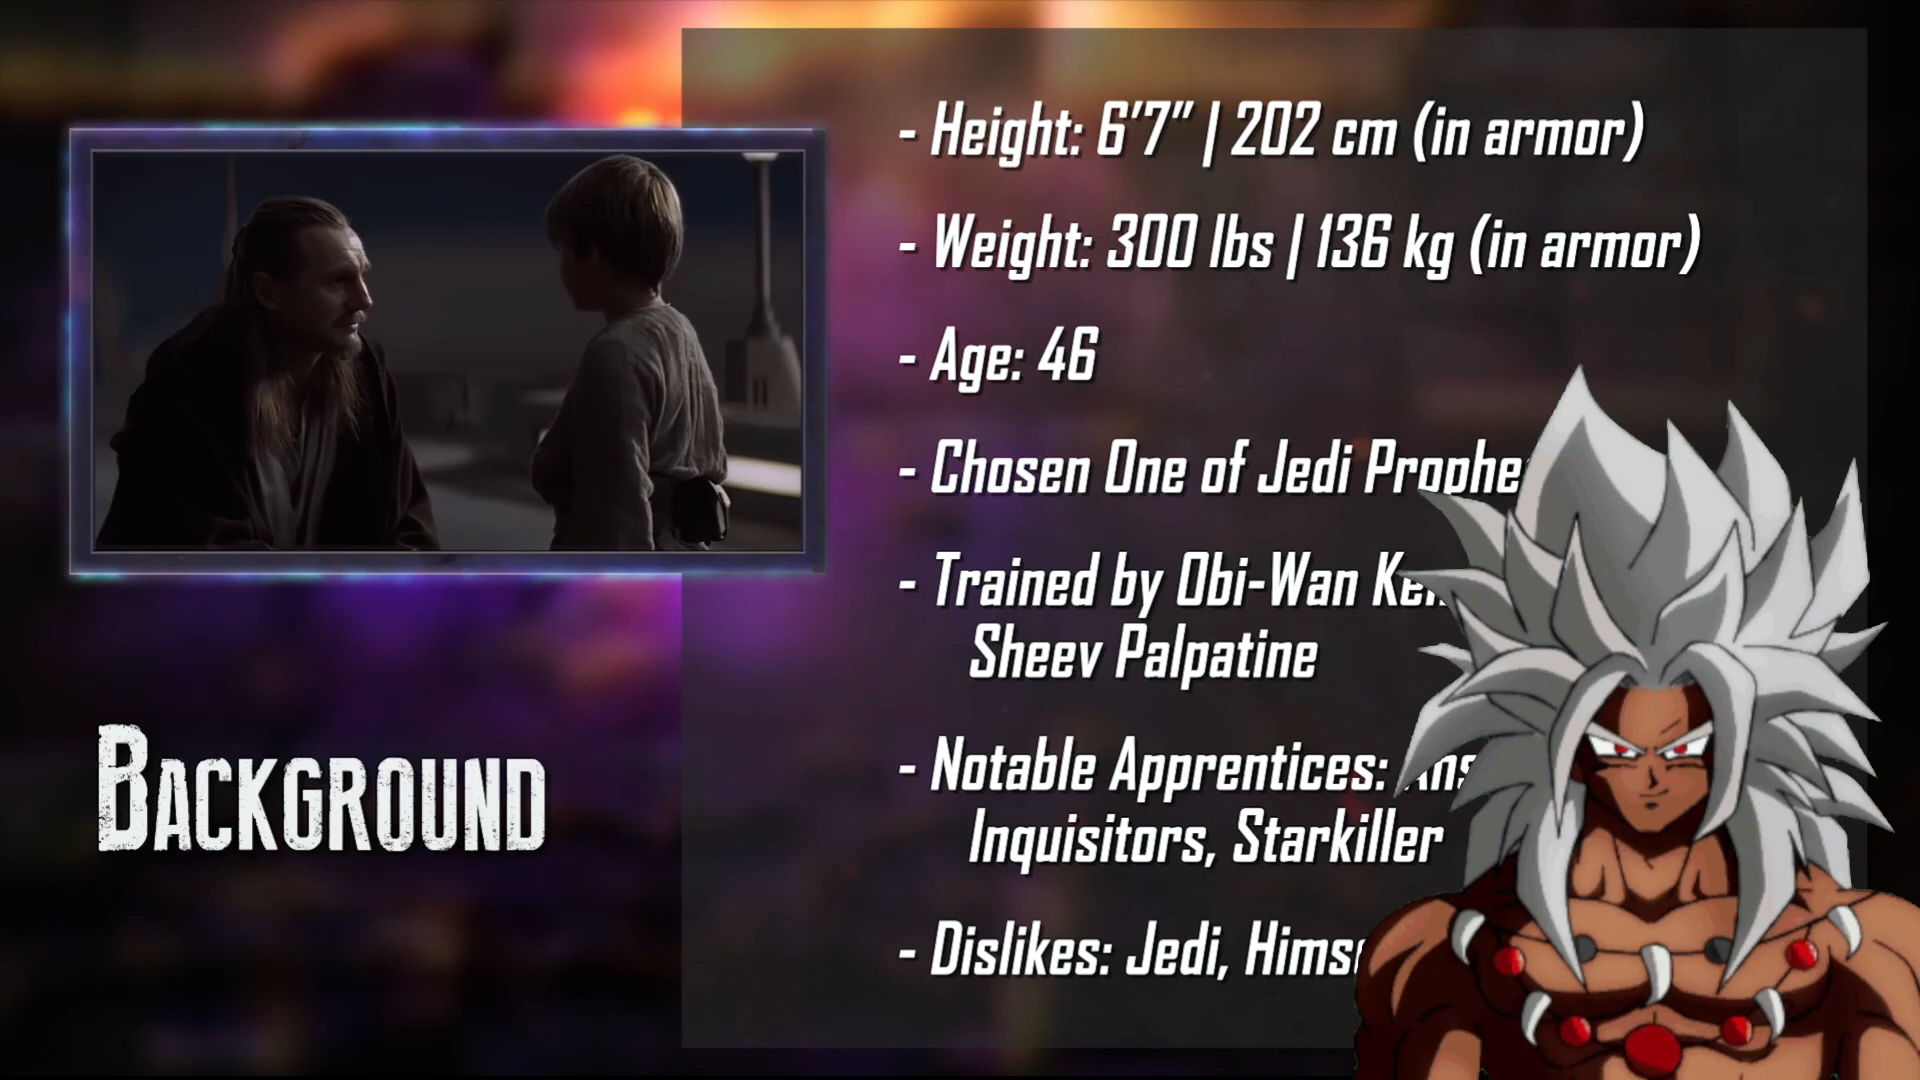 - Height: 6'7" | 202 cm (in armor)
- Weight: 300 lbs | 136 kg (in armor)
- Age: 46
- Chosen One of Jedi
- Trained by Obi-Wan
Sheev Palpatine
- Notable Apprentices:
Inquisitors, Starkiller
- Dislikes: Jedi,
Background